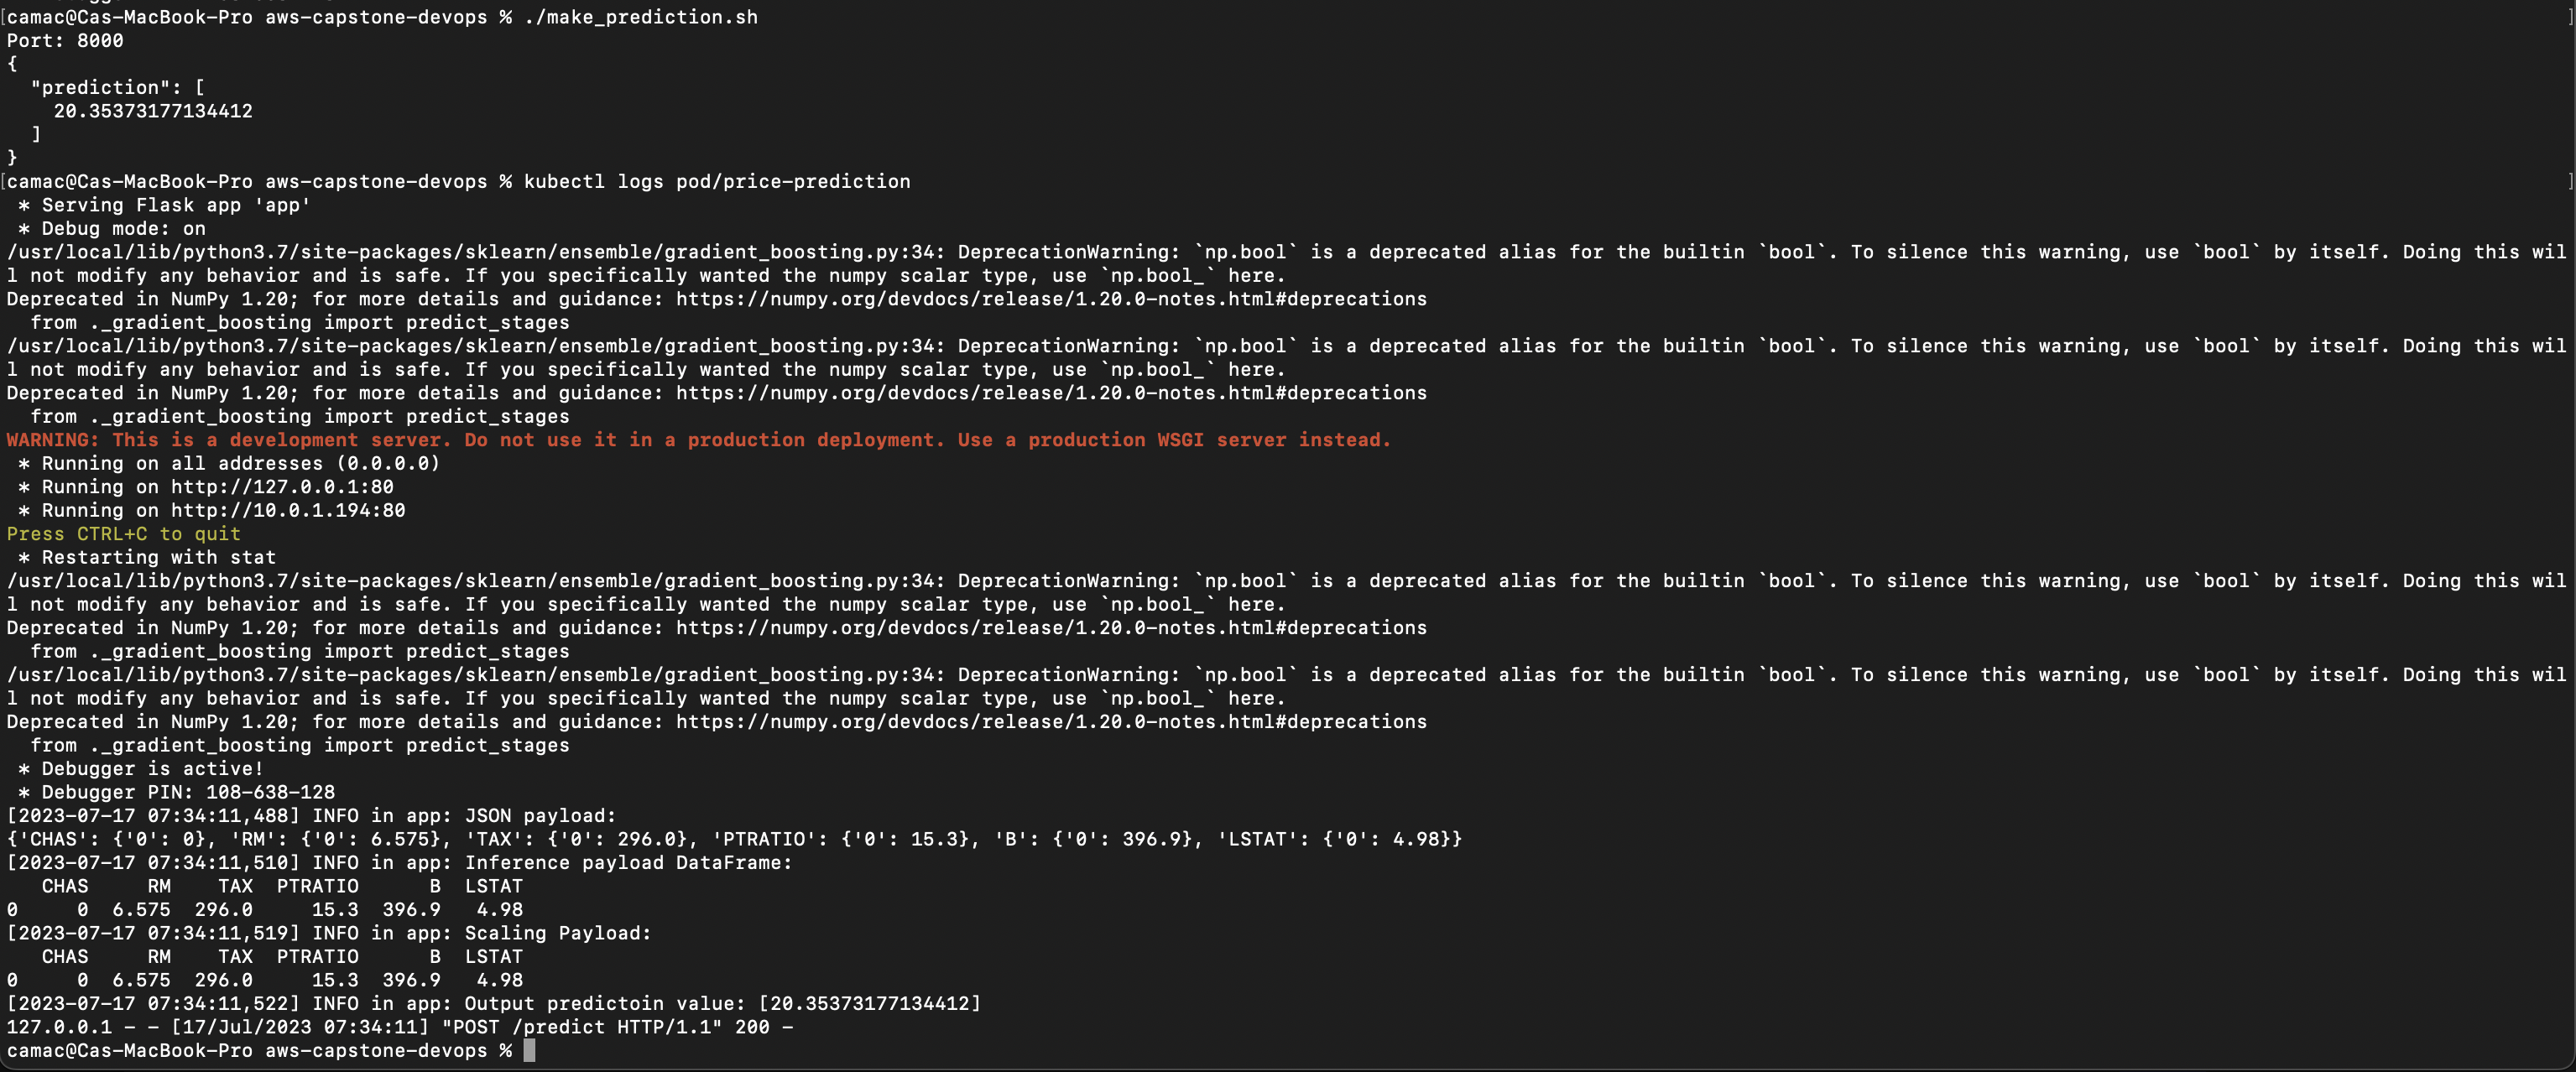 [camac@Cas-MacBook-Pro aws-capstone-devops % ./make_prediction.sh ]
Port: 8000
{
  "prediction": [
    20.35373177134412
  ]
}
[camac@Cas-MacBook-Pro aws-capstone-devops % kubectl logs pod/price-prediction ]
 * Serving Flask app 'app'
 * Debug mode: on
/usr/local/lib/python3.7/site-packages/sklearn/ensemble/gradient_boosting.py:34: DeprecationWarning: `np.bool` is a deprecated alias for the builtin `bool`. To silence this warning, use `bool` by itself. Doing this wil
l not modify any behavior and is safe. If you specifically wanted the numpy scalar type, use `np.bool_` here.
Deprecated in NumPy 1.20; for more details and guidance: https://numpy.org/devdocs/release/1.20.0-notes.html#deprecations
  from ._gradient_boosting import predict_stages
/usr/local/lib/python3.7/site-packages/sklearn/ensemble/gradient_boosting.py:34: DeprecationWarning: `np.bool` is a deprecated alias for the builtin `bool`. To silence this warning, use `bool` by itself. Doing this wil
l not modify any behavior and is safe. If you specifically wanted the numpy scalar type, use `np.bool_` here.
Deprecated in NumPy 1.20; for more details and guidance: https://numpy.org/devdocs/release/1.20.0-notes.html#deprecations
  from ._gradient_boosting import predict_stages
WARNING: This is a development server. Do not use it in a production deployment. Use a production WSGI server instead.
 * Running on all addresses (0.0.0.0)
 * Running on http://127.0.0.1:80
 * Running on http://10.0.1.194:80
Press CTRL+C to quit
 * Restarting with stat
/usr/local/lib/python3.7/site-packages/sklearn/ensemble/gradient_boosting.py:34: DeprecationWarning: `np.bool` is a deprecated alias for the builtin `bool`. To silence this warning, use `bool` by itself. Doing this wil
l not modify any behavior and is safe. If you specifically wanted the numpy scalar type, use `np.bool_` here.
Deprecated in NumPy 1.20; for more details and guidance: https://numpy.org/devdocs/release/1.20.0-notes.html#deprecations
  from ._gradient_boosting import predict_stages
/usr/local/lib/python3.7/site-packages/sklearn/ensemble/gradient_boosting.py:34: DeprecationWarning: `np.bool` is a deprecated alias for the builtin `bool`. To silence this warning, use `bool` by itself. Doing this wil
l not modify any behavior and is safe. If you specifically wanted the numpy scalar type, use `np.bool_` here.
Deprecated in NumPy 1.20; for more details and guidance: https://numpy.org/devdocs/release/1.20.0-notes.html#deprecations
  from ._gradient_boosting import predict_stages
 * Debugger is active!
 * Debugger PIN: 108-638-128
[2023-07-17 07:34:11,488] INFO in app: JSON payload:
{'CHAS': {'0': 0}, 'RM': {'0': 6.575}, 'TAX': {'0': 296.0}, 'PTRATIO': {'0': 15.3}, 'B': {'0': 396.9}, 'LSTAT': {'0': 4.98}}
[2023-07-17 07:34:11,510] INFO in app: Inference payload DataFrame:
   CHAS     RM    TAX  PTRATIO      B  LSTAT
0     0  6.575  296.0     15.3  396.9   4.98
[2023-07-17 07:34:11,519] INFO in app: Scaling Payload:
   CHAS     RM    TAX  PTRATIO      B  LSTAT
0     0  6.575  296.0     15.3  396.9   4.98
[2023-07-17 07:34:11,522] INFO in app: Output predictoin value: [20.35373177134412]
127.0.0.1 - - [17/Jul/2023 07:34:11] "POST /predict HTTP/1.1" 200 -
camac@Cas-MacBook-Pro aws-capstone-devops %